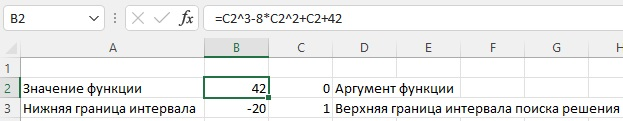 B2 fx =C2^3-8*C2^2+C2+42
A B C D E F G H
1
2 Значение функции 42 0 Аргумент функции
3 Нижняя граница интервала -20 1 Верхняя граница интервала поиска решения